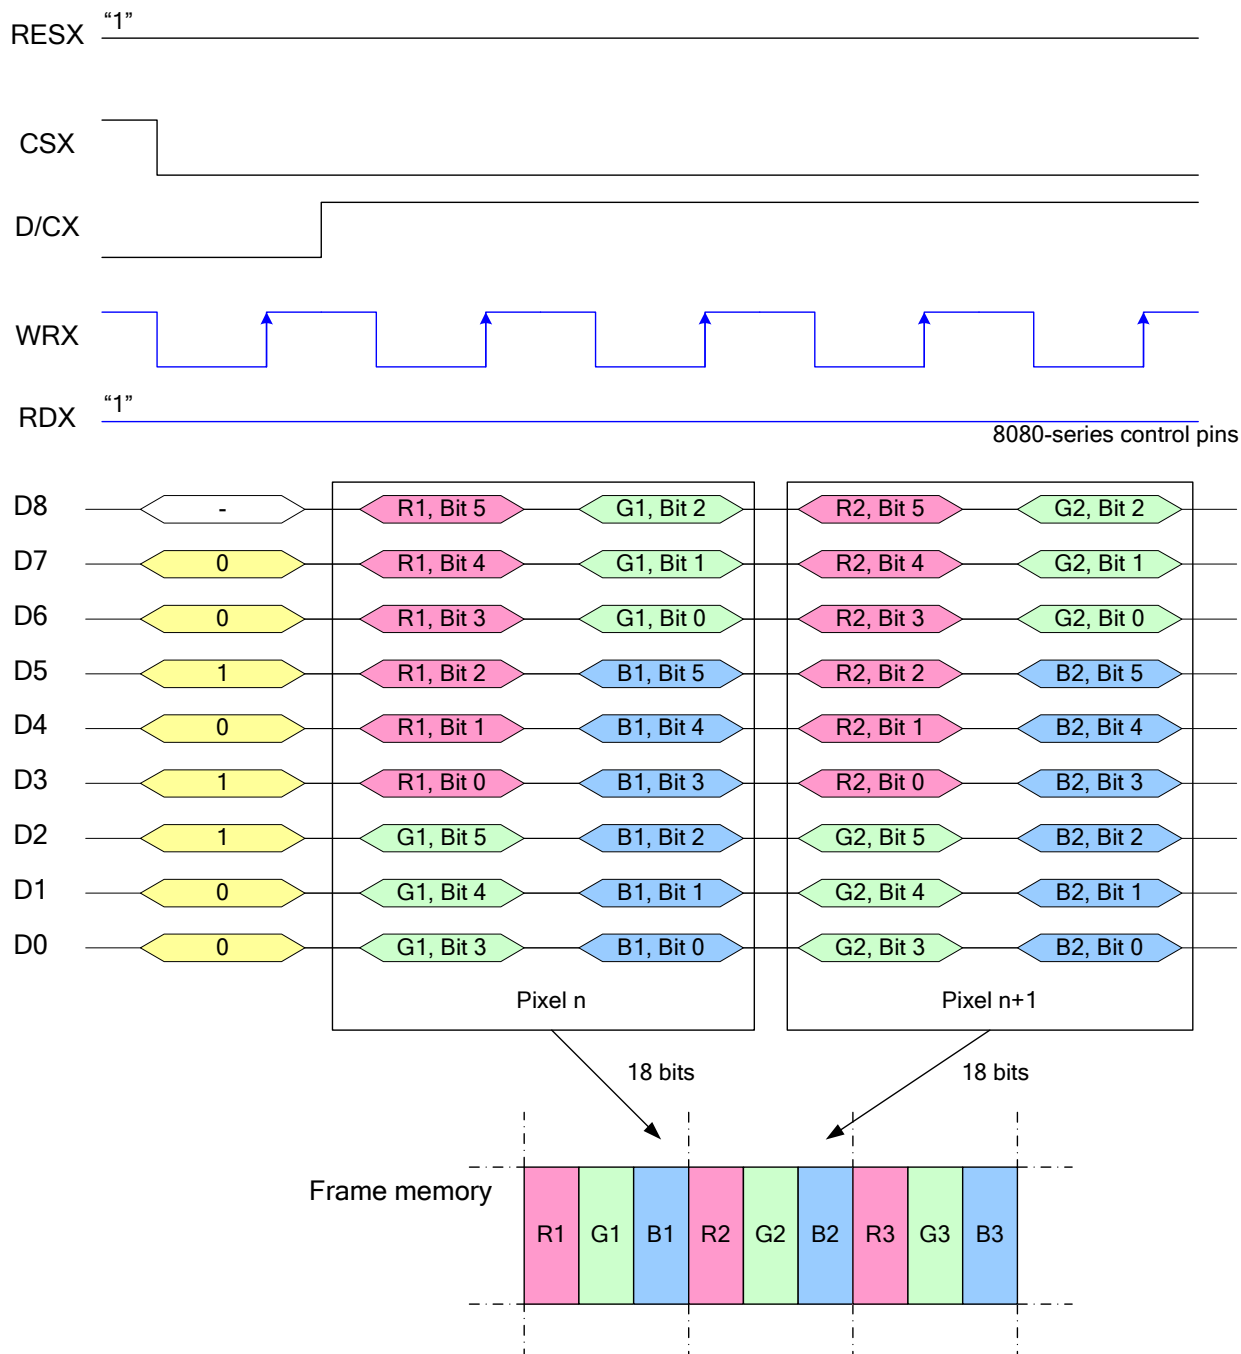 RESX “1”
CSX
D/CX
WRX
RDX “1”
8080-series control pins
D8 - R1, Bit 5 G1, Bit 2 R2, Bit 5 G2, Bit 2
D7 0 R1, Bit 4 G1, Bit 1 R2, Bit 4 G2, Bit 1
D6 0 R1, Bit 3 G1, Bit 0 R2, Bit 3 G2, Bit 0
D5 1 R1, Bit 2 B1, Bit 5 R2, Bit 2 B2, Bit 5
D4 0 R1, Bit 1 B1, Bit 4 R2, Bit 1 B2, Bit 4
D3 1 R1, Bit 0 B1, Bit 3 R2, Bit 0 B2, Bit 3
D2 1 G1, Bit 5 B1, Bit 2 G2, Bit 5 B2, Bit 2
D1 0 G1, Bit 4 B1, Bit 1 G2, Bit 4 B2, Bit 1
D0 0 G1, Bit 3 B1, Bit 0 G2, Bit 3 B2, Bit 0
Pixel n Pixel n+1
18 bits 18 bits
Frame memory
R1 G1 B1 R2 G2 B2 R3 G3 B3